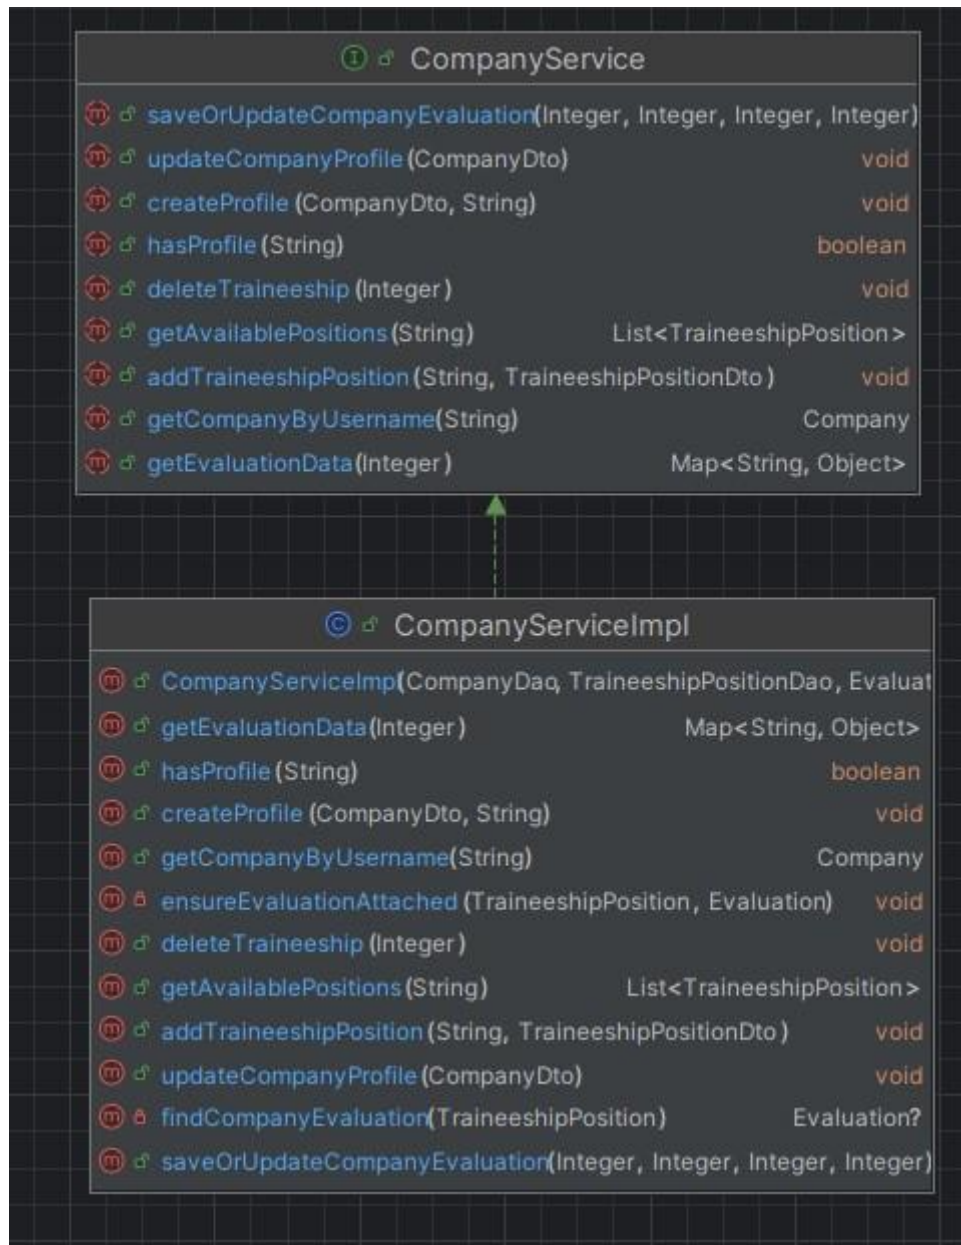 CompanyService
saveOrUpdateCompanyEvaluation(Integer, Integer, Integer, Integer)
updateCompanyProfile(CompanyDto) void
createProfile(CompanyDto, String) void
hasProfile(String) boolean
deleteTraineeship(Integer) void
getAvailablePositions(String) List<TraineeshipPosition>
addTraineeshipPosition(String, TraineeshipPositionDto) void
getCompanyByUsername(String) Company
getEvaluationData(Integer) Map<String, Object>
CompanyServiceImpl
CompanyServiceImpl(CompanyDao, TraineeshipPositionDao, Evaluat
getEvaluationData(Integer) Map<String, Object>
hasProfile(String) boolean
createProfile(CompanyDto, String) void
getCompanyByUsername(String) Company
ensureEvaluationAttached(TraineeshipPosition, Evaluation) void
deleteTraineeship(Integer) void
getAvailablePositions(String) List<TraineeshipPosition>
addTraineeshipPosition(String, TraineeshipPositionDto) void
updateCompanyProfile(CompanyDto) void
findCompanyEvaluation(TraineeshipPosition) Evaluation?
saveOrUpdateCompanyEvaluation(Integer, Integer, Integer, Integer)